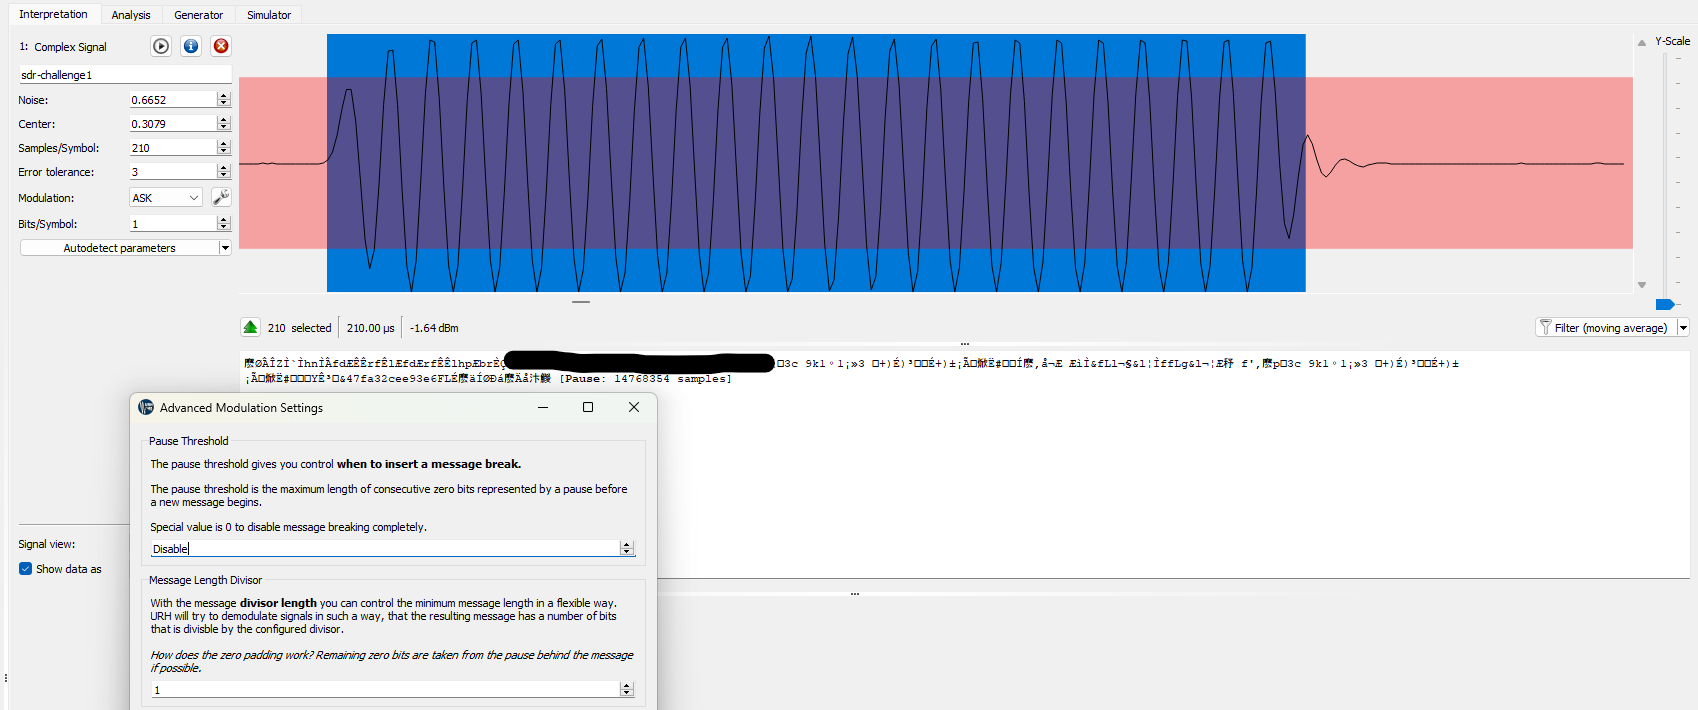 Interpretation Analysis Generator Simulator
1: Complex Signal
Y-Scale
sdr-challenge1
Noise: 0.6652
Center: 0.3079
Samples/Symbol: 210
Error tolerance: 3
Modulation: ASK
Bits/Symbol: 1
Autodetect parameters
210 selected 210.00 µs -1.64 dBm
Filter (moving average)
&47fa32cee93e6FLÉ [Pause: 14768354 samples]
Advanced Modulation Settings
Pause Threshold
The pause threshold gives you control when to insert a message break.
The pause threshold is the maximum length of consecutive zero bits represented by a pause before
a new message begins.
Special value is 0 to disable message breaking completely.
Disable
Signal view:
Show data as
Message Length Divisor
With the message divisor length you can control the minimum message length in a flexible way.
URH will try to demodulate signals in such a way, that the resulting message has a number of bits
that is divisble by the configured divisor.
How does the zero padding work? Remaining zero bits are taken from the pause behind the message
if possible.
1